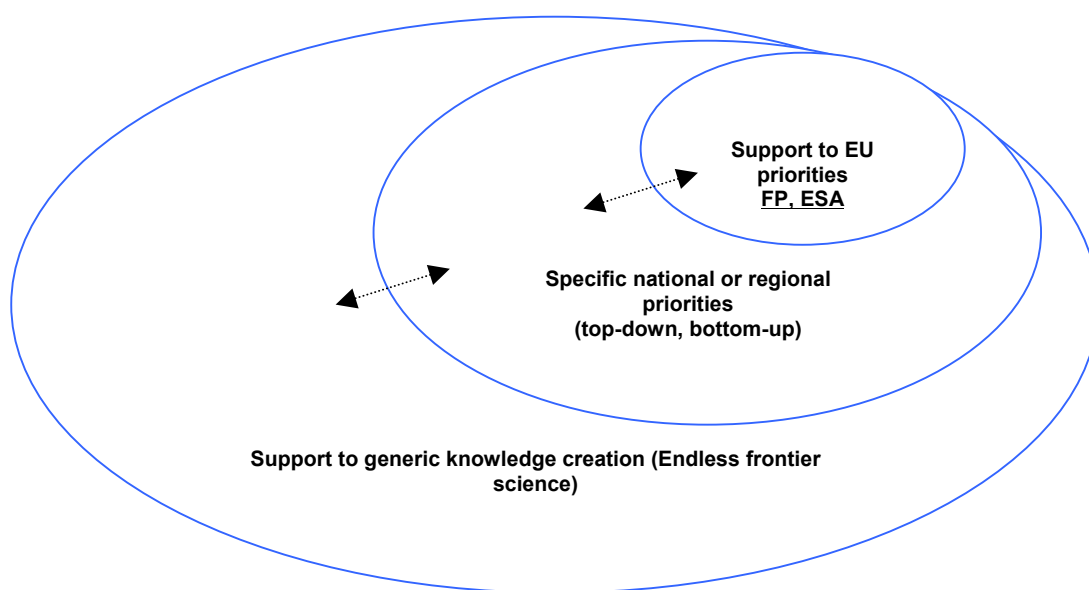 Support to EU
priorities
FP, ESA
Specific national or regional
priorities
(top-down, bottom-up)
Support to generic knowledge creation (Endless frontier
science)